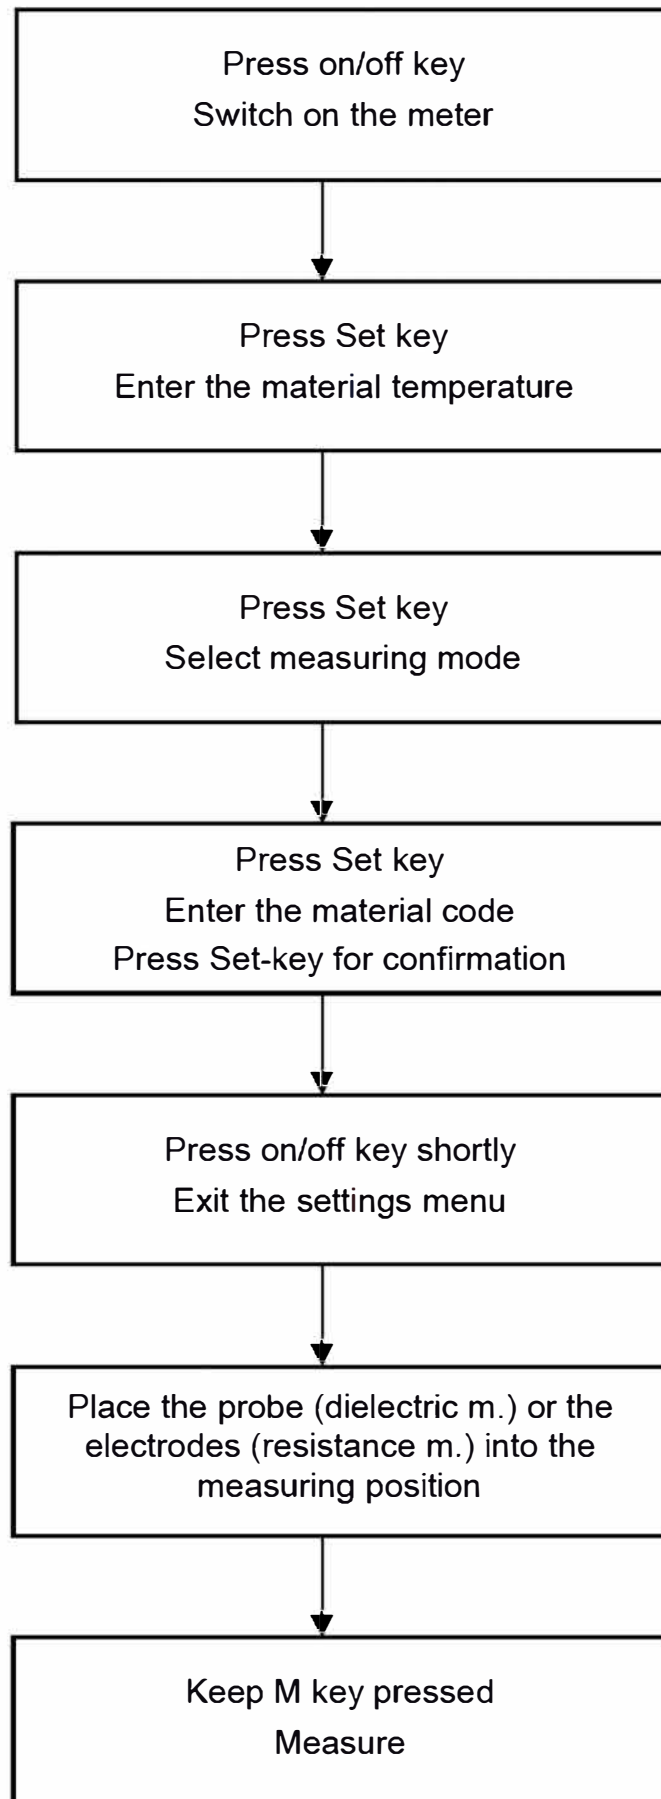 Press on/off key
Switch on the meter
Press Set key
Enter the material temperature
Press Set key
Select measuring mode
Press Set key
Enter the material code
Press Set-key for confirmation
Press on/off key shortly
Exit the settings menu
Place the probe (dielectric m.) or the
electrodes (resistance m.) into the
measuring position
Keep M key pressed
Measure